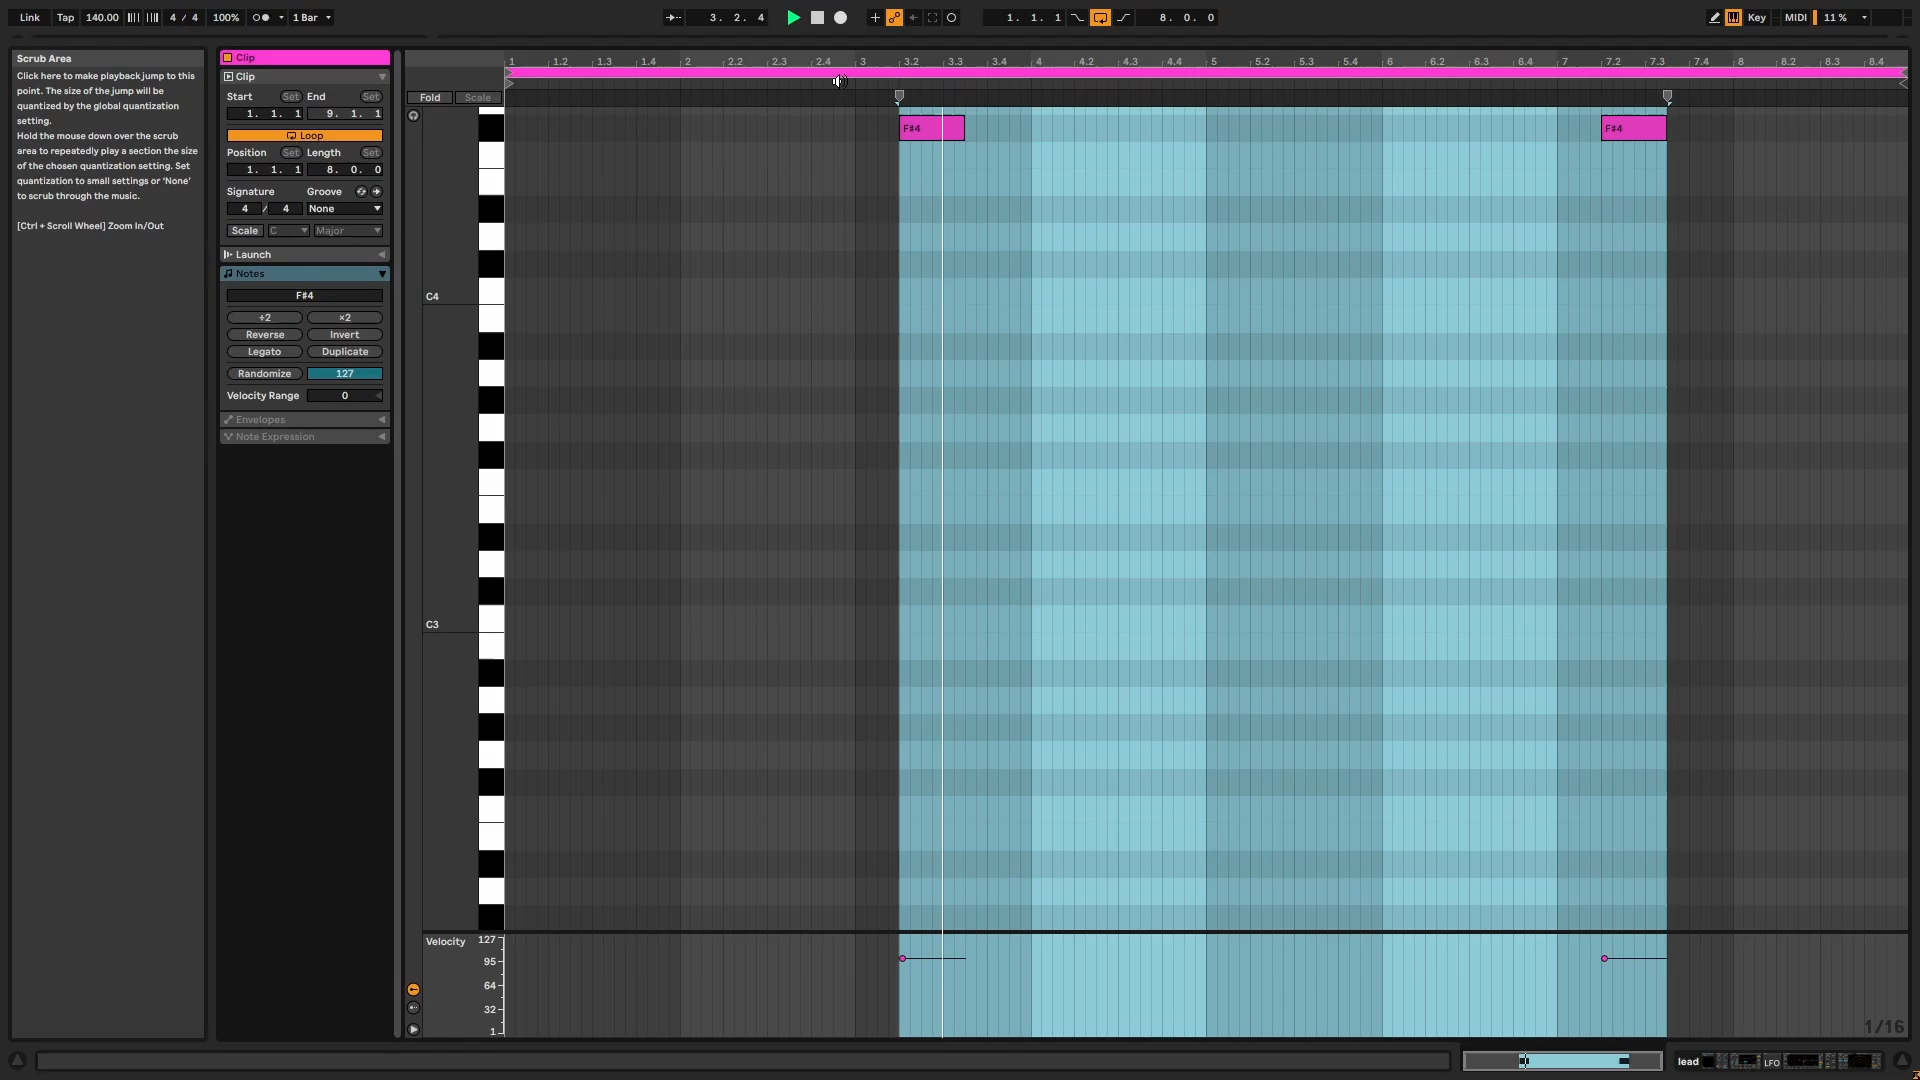 Link Tap 140.00 4 / 4 100% 1 Bar 3. 2. 4 1. 1. 1 8. 0. 0 Key MIDI 11 %
Scrub Area
Click here to make playback jump to this
point. The size of the jump will be
quantized by the global quantization
setting.
Hold the mouse down over the scrub
area to repeatedly play a section the size
of the chosen quantization setting. Set
quantization to small settings or 'None'
to scrub through the music.
[Ctrl + Scroll Wheel] Zoom In/Out
Clip
Clip
Start Set End Set
1. 1. 1 9. 1. 1
Loop
Position Set Length Set
1. 1. 1 8. 0. 0
Signature Groove
4 / 4 None
Scale C Major
Launch
Notes
F#4
÷2 ×2
Reverse Invert
Legato Duplicate
Randomize 127
Velocity Range 0
Envelopes
Note Expression
1 1.2 1.3 1.4 2 2.2 2.3 2.4 3 3.2 3.3 3.4 4 4.2 4.3 4.4 5 5.2 5.3 5.4 6 6.2 6.3 6.4 7 7.2 7.3 7.4 8 8.2 8.3 8.4
Fold Scale
F#4 F#4
C4
C3
Velocity 127
95
64
32
1
1/16
lead LFO